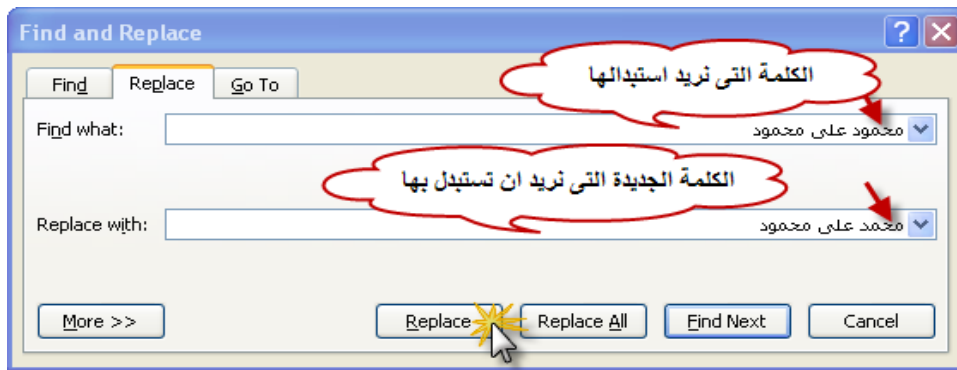 Find and Replace
Find Replace Go To
الكلمة التى نريد استبدالها
Find what: محمود على محمود
الكلمة الجديدة التى نريد ان تستبدل بها
Replace with: محمد على محمود
More >> Replace Replace All Find Next Cancel